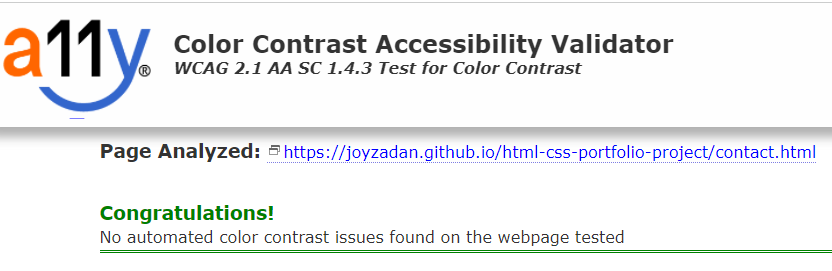 a11y®
Color Contrast Accessibility Validator
WCAG 2.1 AA SC 1.4.3 Test for Color Contrast
Page Analyzed: https://joyzadan.github.io/html-css-portfolio-project/contact.html
Congratulations!
No automated color contrast issues found on the webpage tested